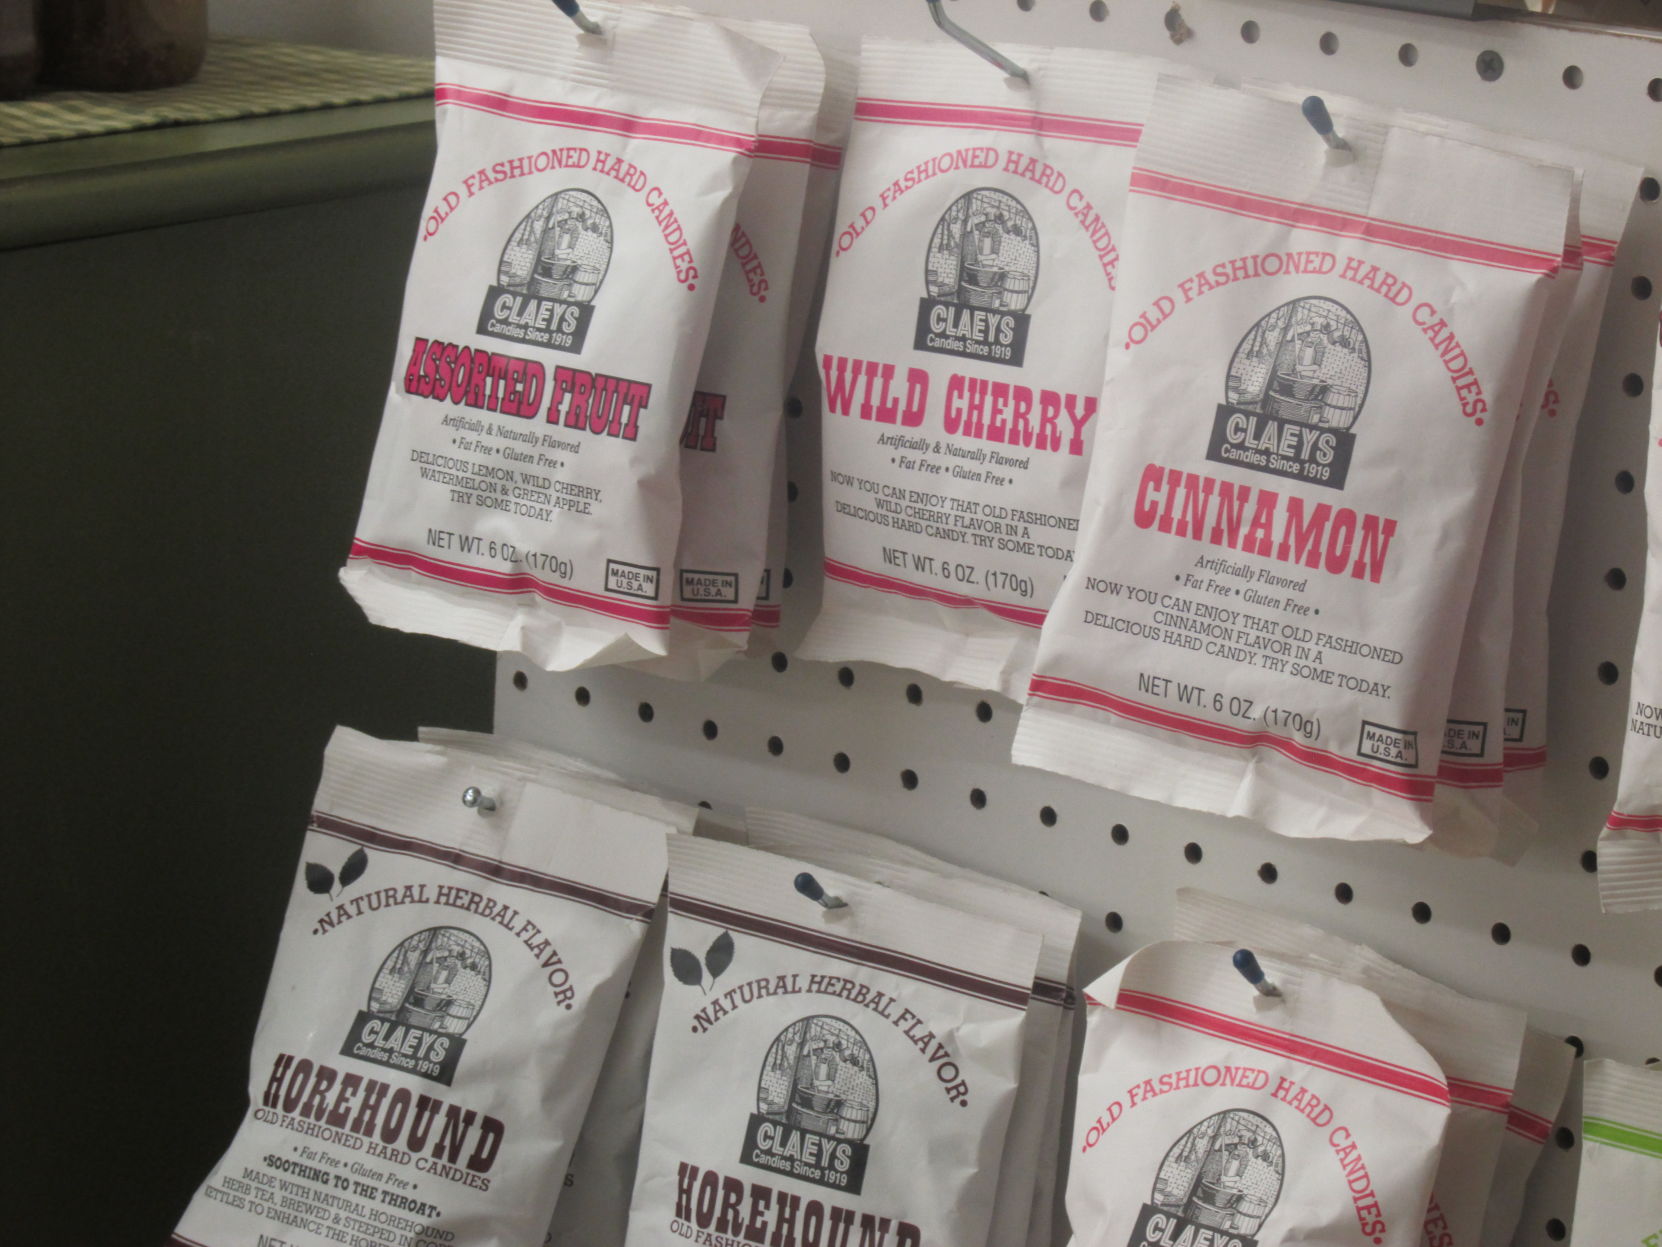 •OLD FASHIONED HARD CANDIES•
CLAEYS
Candies Since 1919
ASSORTED FRUIT
Artificially & Naturally Flavored
• Fat Free • Gluten Free •
DELICIOUS LEMON, WILD CHERRY,
WATERMELON & GREEN APPLE.
TRY SOME TODAY.
NET WT. 6 OZ. (170g)
MADE IN
U.S.A.
MADE IN
U.S.A.
•OLD FASHIONED HARD CANDIES
CLAEYS
Candies Since 1919
WILD CHERRY
Artificially & Naturally Flavored
• Fat Free • Gluten Free •
NOW YOU CAN ENJOY THAT OLD FASHIONED
WILD CHERRY FLAVOR IN A
DELICIOUS HARD CANDY. TRY SOME TODA
NET WT. 6 OZ. (170g)
•OLD FASHIONED HARD CANDIES•
CLAEYS
Candies Since 1919
CINNAMON
Artificially Flavored
• Fat Free • Gluten Free •
NOW YOU CAN ENJOY THAT OLD FASHIONED
CINNAMON FLAVOR IN A
DELICIOUS HARD CANDY. TRY SOME TODAY.
NET WT. 6 OZ. (170g)
MADE IN
U.S.A.
•NATURAL HERBAL FLAVOR•
CLAEYS
Candies Since 1919
HOREHOUND
OLD FASHIONED HARD CANDIES
• Fat Free • Gluten Free •
•SOOTHING TO THE THROAT•
MADE WITH NATURAL HOREHOUND
HERB TEA, BREWED & STEEPED IN
KETTLES TO ENHANCE THE
•NATURAL HERBAL FLAVOR•
CLAEYS
Candies Since 1919
HOREHOUND
•OLD FASHIONED HARD CANDIES•
CLAEYS